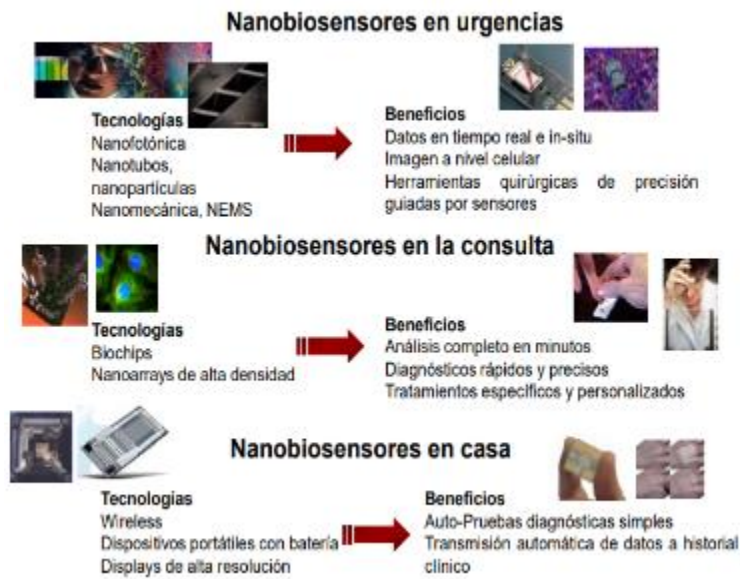 Nanobiosensores en urgencias
Tecnologías
Nanofotónica
Nanotubos,
nanopartículas
Nanomecánica, NEMS
Beneficios
Datos en tiempo real e in-situ
Imagen a nivel celular
Herramientas quirúrgicas de precisión
guiadas por sensores
Nanobiosensores en la consulta
Tecnologías
Biochips
Nanoarrays de alta densidad
Beneficios
Análisis completo en minutos
Diagnósticos rápidos y precisos
Tratamientos específicos y personalizados
Nanobiosensores en casa
Tecnologías
Wireless
Dispositivos portátiles con batería
Displays de alta resolución
Beneficios
Auto-Pruebas diagnósticas simples
Transmisión automática de datos a historial
clínico